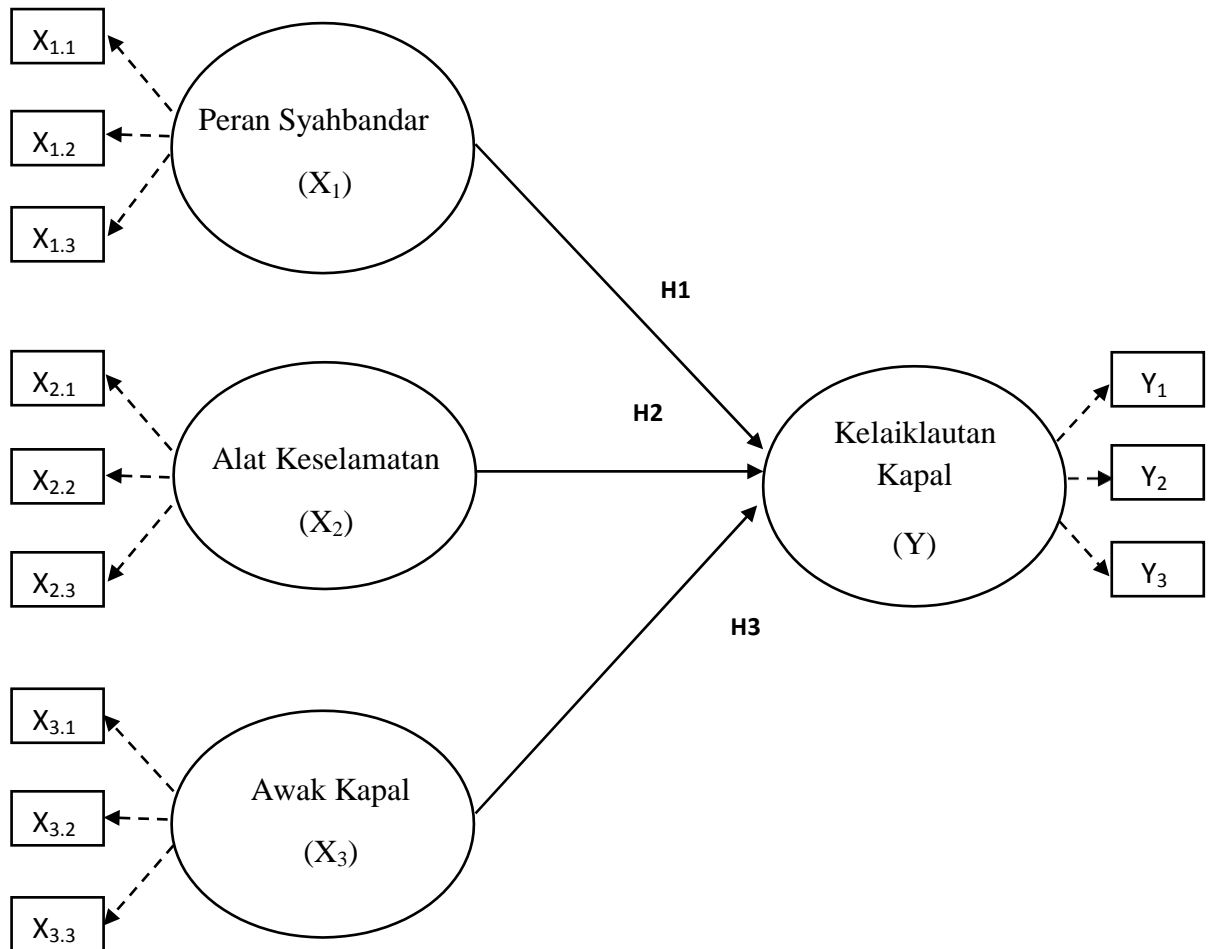 X₁.₁
X₁.₂
X₁.₃
Peran Syahbandar
(X₁)
H1
X₂.₁
X₂.₂
X₂.₃
Alat Keselamatan
(X₂)
H2
Kelaiklautan
Kapal
(Y)
Y₁
Y₂
Y₃
H3
X₃.₁
X₃.₂
X₃.₃
Awak Kapal
(X₃)